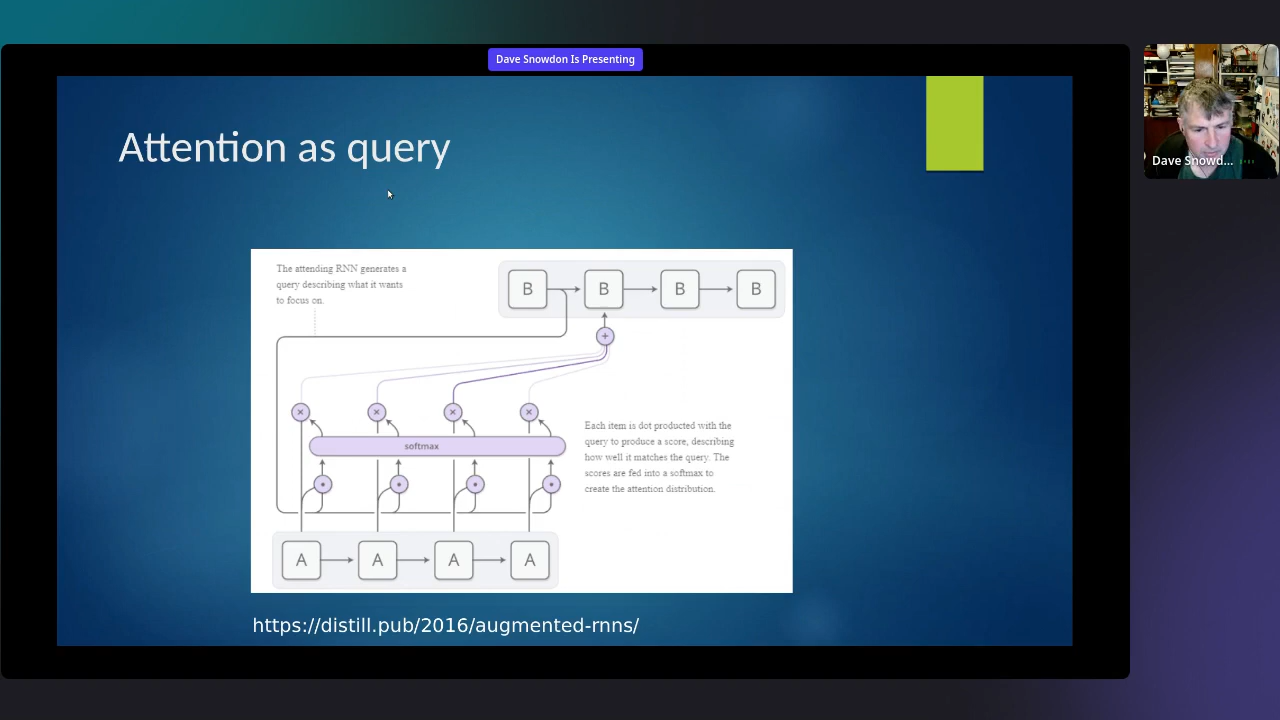 Dave Snowdon Is Presenting
Attention as query
The attending RNN generates a
query describing what it wants
to focus on.
B
B
B
B
+
×
×
×
×
softmax
Each item is dot producted with the
query to produce a score, describing
how well it matches the query. The
scores are fed into a softmax to
create the attention distribution.
A
A
A
A
https://distill.pub/2016/augmented-rnns/
Dave Snowd...